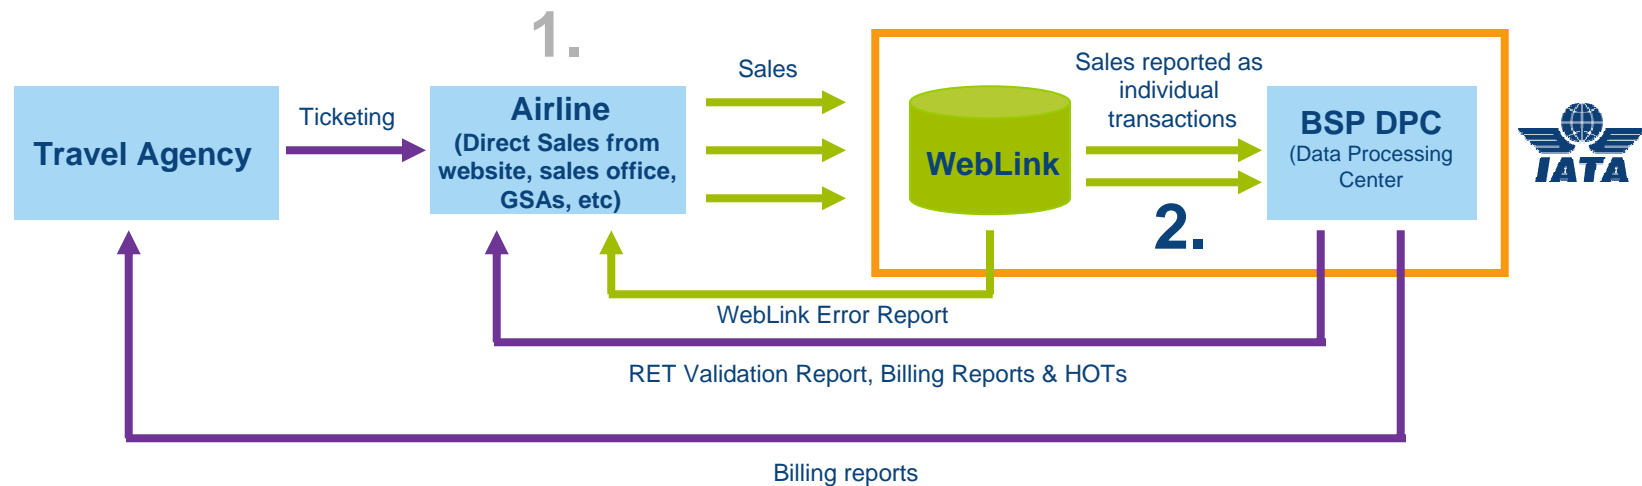 1.
Travel Agency
Ticketing
Airline
(Direct Sales from
website, sales office,
GSAs, etc)
Sales
WebLink
Sales reported as
individual
transactions
2.
BSP DPC
(Data Processing
Center
IATA
WebLink Error Report
RET Validation Report, Billing Reports & HOTs
Billing reports